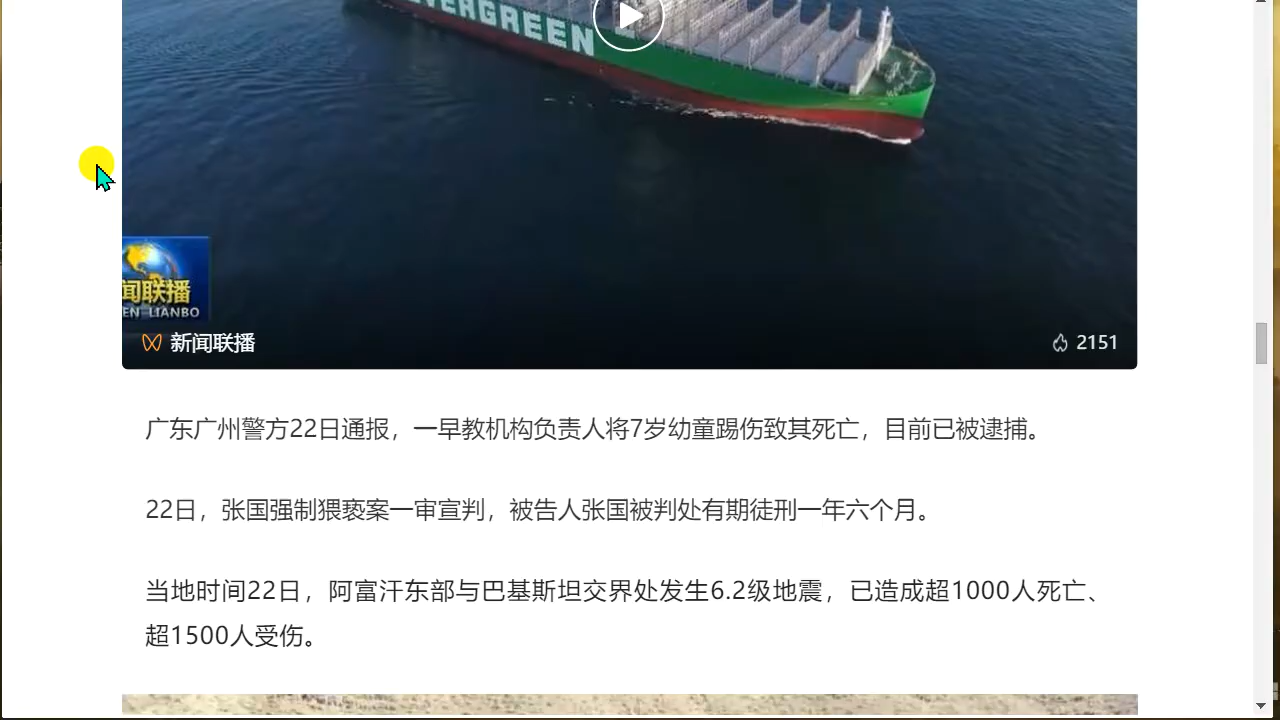 EVERGREEN
闻联播
EN LIANBO
新闻联播
2151
广东广州警方22日通报，一早教机构负责人将7岁幼童踢伤致其死亡，目前已被逮捕。
22日，张国强制猥亵案一审宣判，被告人张国被判处有期徒刑一年六个月。
当地时间22日，阿富汗东部与巴基斯坦交界处发生6.2级地震，已造成超1000人死亡、
超1500人受伤。